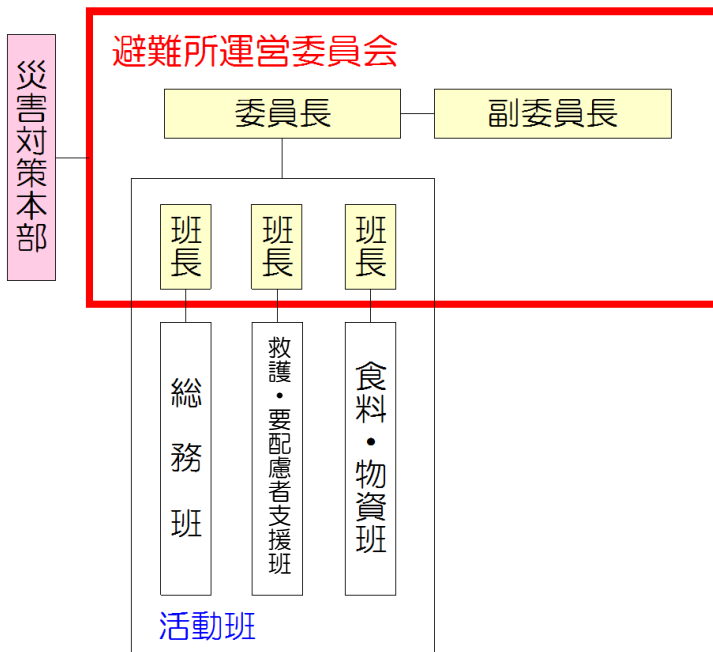 避難所運営委員会
災害対策本部
委員長
副委員長
班長
班長
班長
総務班
救護・要配慮者支援班
食料・物資班
活動班